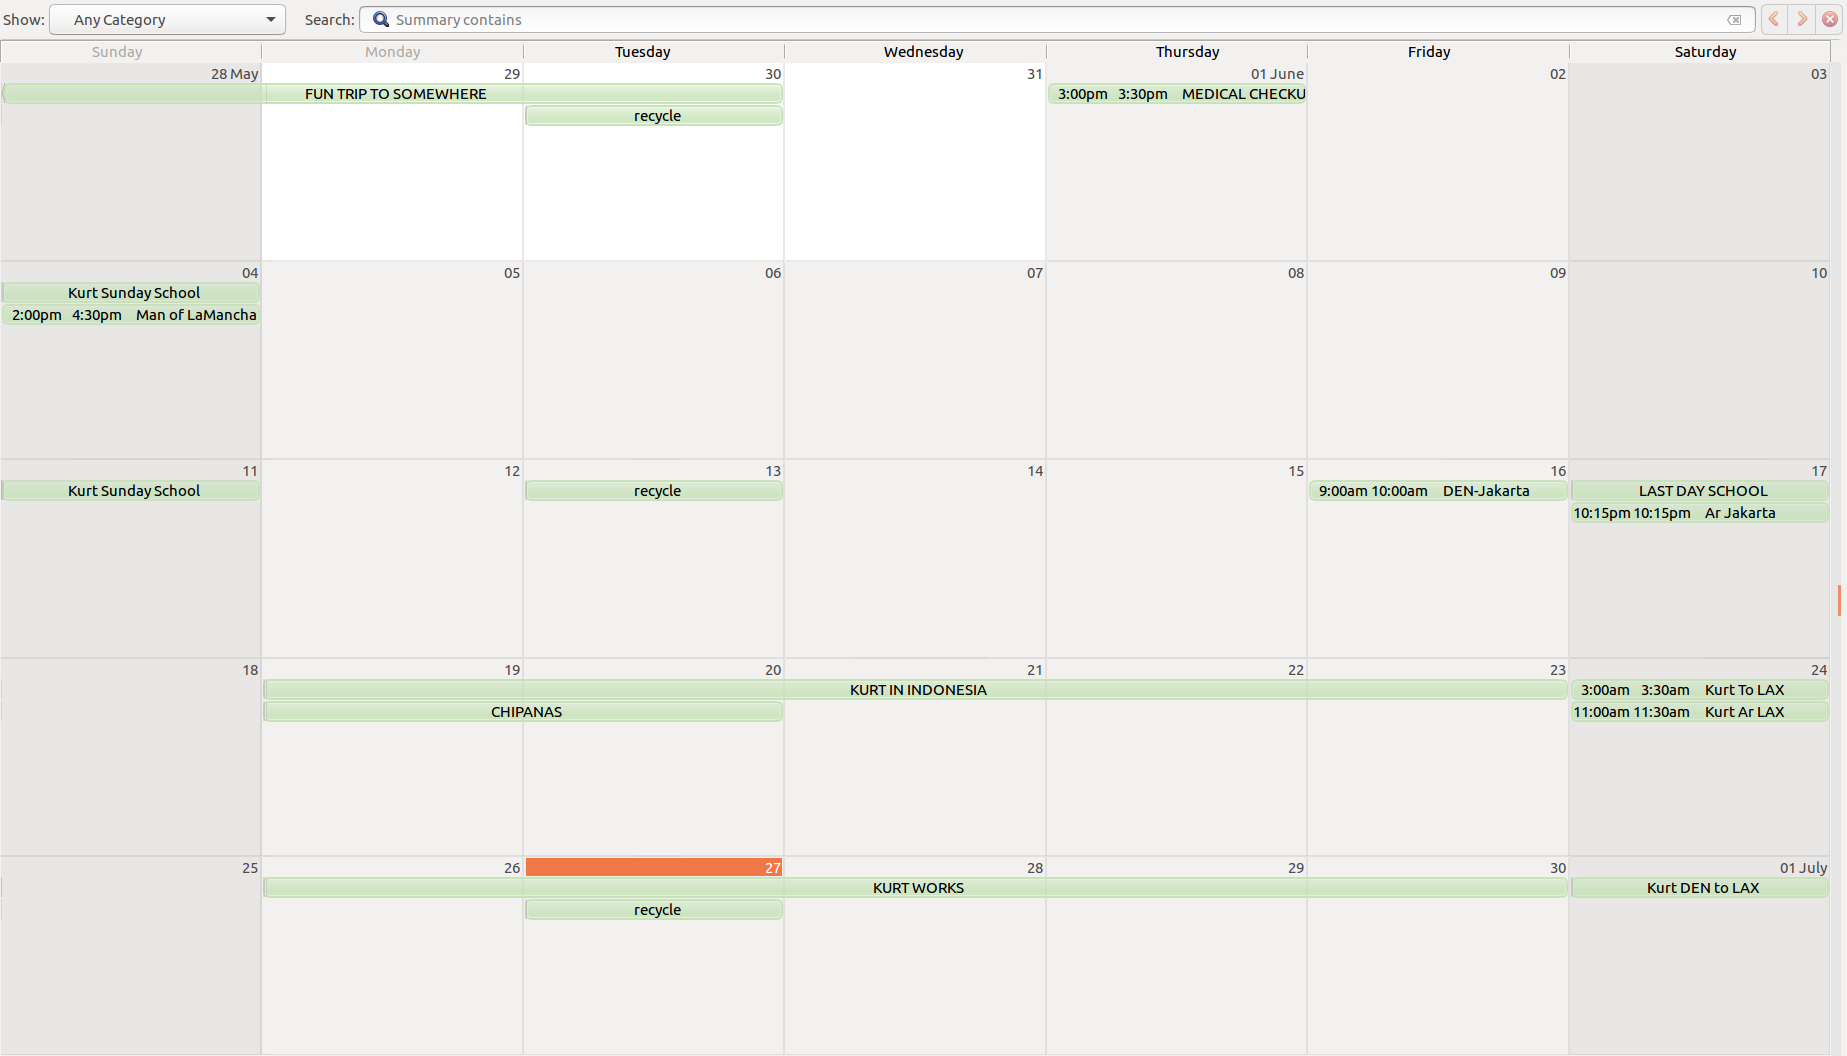 Show: Any Category Search: Summary contains
Sunday Monday Tuesday Wednesday Thursday Friday Saturday
28 May 29 30 31 01 June 02 03
FUN TRIP TO SOMEWHERE 3:00pm 3:30pm MEDICAL CHECKU
recycle
04 05 06 07 08 09 10
Kurt Sunday School
2:00pm 4:30pm Man of LaMancha
11 12 13 14 15 16 17
Kurt Sunday School recycle 9:00am 10:00am DEN-Jakarta LAST DAY SCHOOL
10:15pm 10:15pm Ar Jakarta
18 19 20 21 22 23 24
KURT IN INDONESIA 3:00am 3:30am Kurt To LAX
CHIPANAS 11:00am 11:30am Kurt Ar LAX
25 26 27 28 29 30 01 July
KURT WORKS Kurt DEN to LAX
recycle